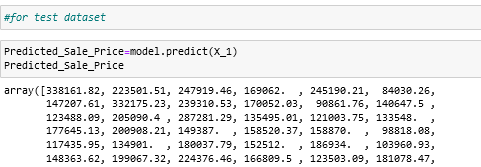 #for test dataset
Predicted_Sale_Price=model.predict(X_1)
Predicted_Sale_Price
array([338161.82, 223501.51, 247919.46, 169062.  , 245190.21,  84030.26,
147207.61, 332175.23, 239310.53, 170052.03,  90861.76, 140647.5 ,
123488.09, 205090.4 , 287281.29, 135495.01, 121003.75, 133548.  ,
177645.13, 200908.21, 149387.  , 158520.37, 158870.  ,  98818.08,
117435.95, 134901.  , 180037.79, 152512.  , 186934.  , 103960.93,
148363.62, 199067.32, 224376.46, 166809.5 , 123503.09, 181078.47,